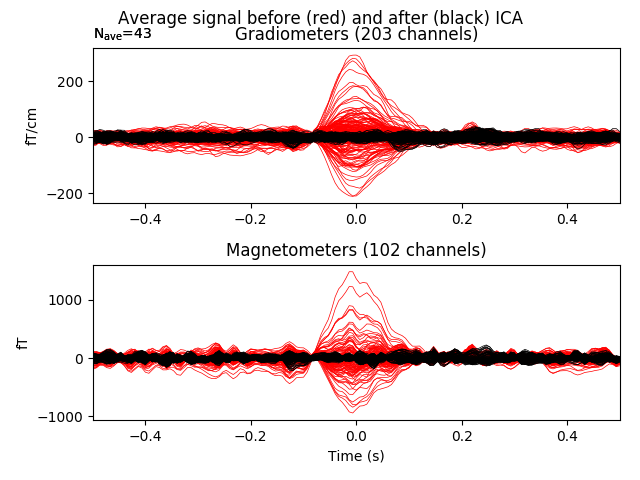 Average signal before (red) and after (black) ICA
Nave=43
Gradiometers (203 channels)
fT/cm
200
0
−200
−0.4 −0.2 0.0 0.2 0.4
Magnetometers (102 channels)
fT
1000
0
−1000
−0.4 −0.2 0.0 0.2 0.4
Time (s)